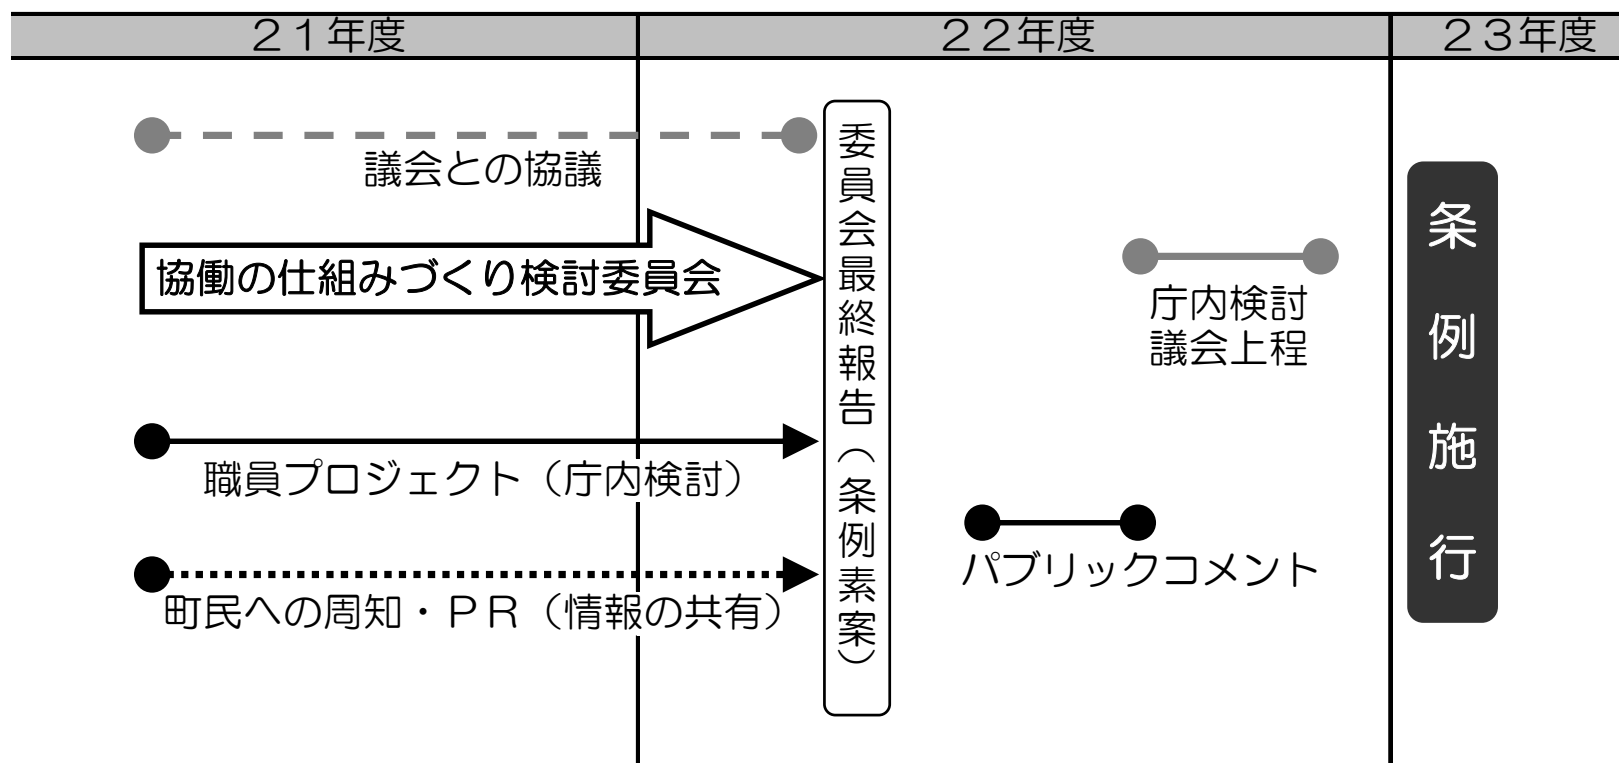 ２１年度
２２年度
２３年度
議会との協議
協働の仕組みづくり検討委員会
職員プロジェクト（庁内検討）
町民への周知・ＰＲ（情報の共有）
委員会最終報告（条例素案）
庁内検討
議会上程
パブリックコメント
条例施行